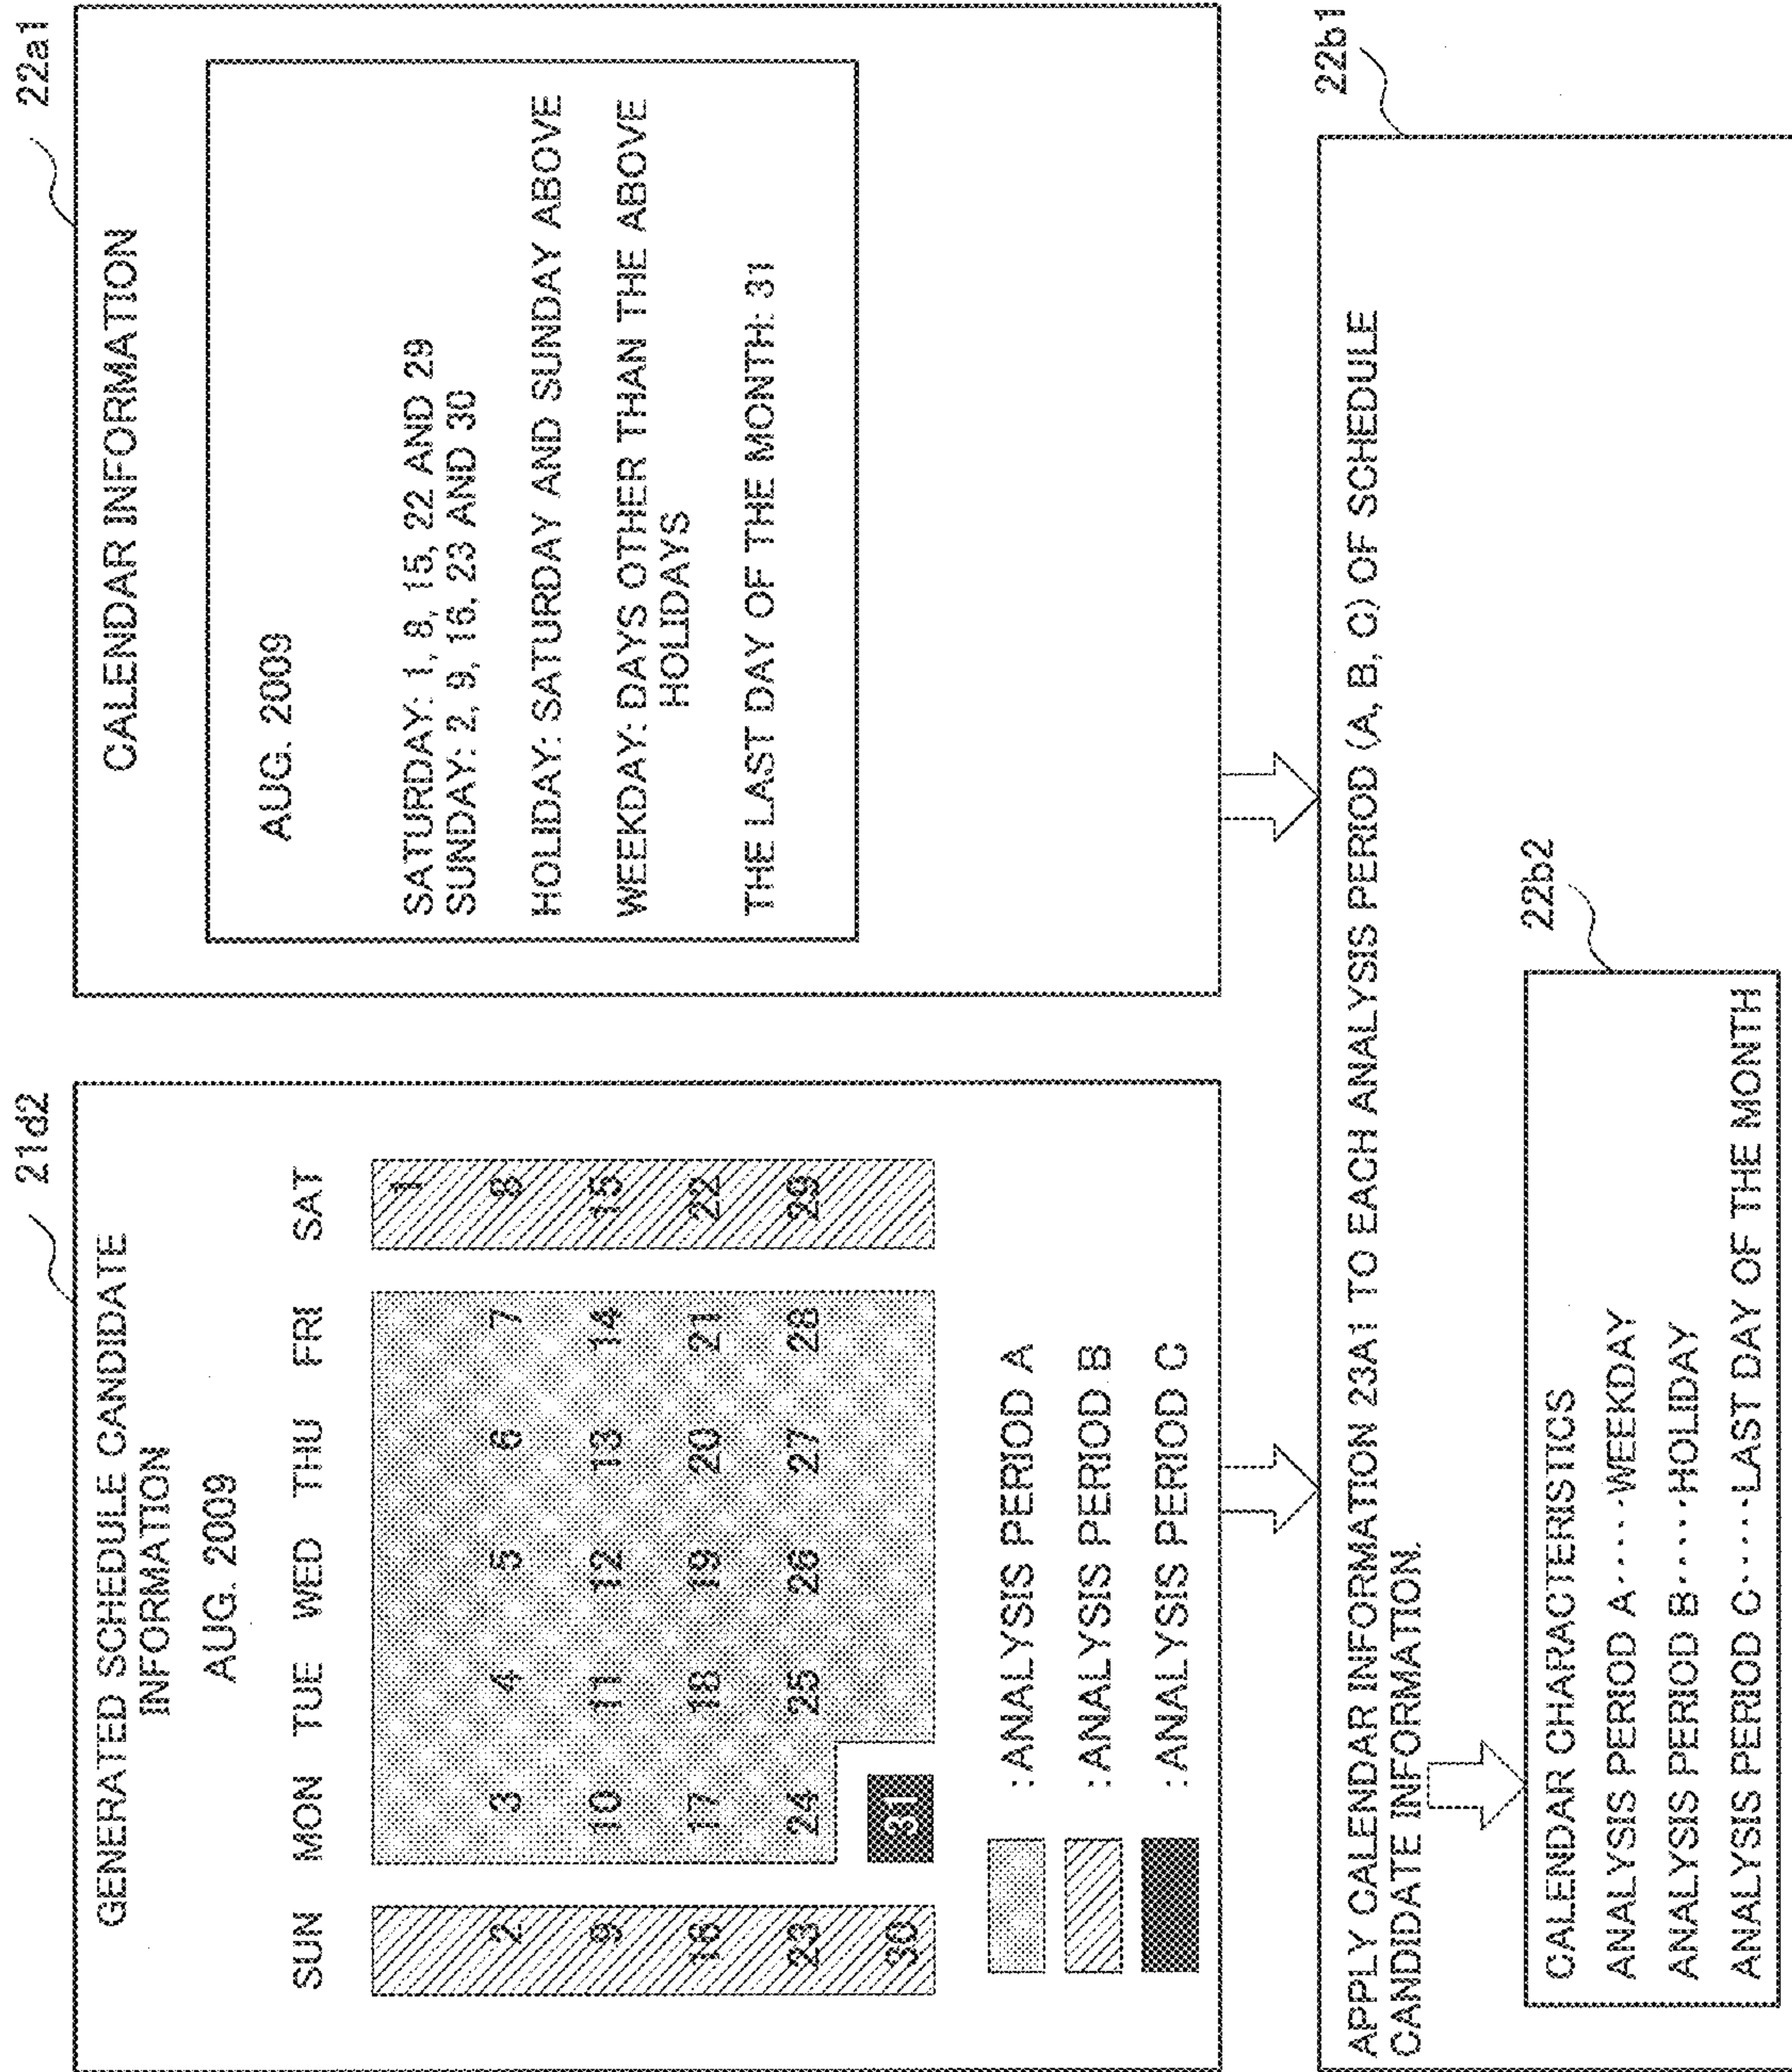 21d2
GENERATED SCHEDULE CANDIDATE
INFORMATION
AUG. 2009
SUN MON TUE WED THU FRI SAT
1
2 3 4 5 6 7 8
9 10 11 12 13 14 15
16 17 18 19 20 21 22
23 24 25 26 27 28 29
30 31
: ANALYSIS PERIOD A
: ANALYSIS PERIOD B
: ANALYSIS PERIOD C
22a1
CALENDAR INFORMATION
AUG. 2009
SATURDAY: 1, 8, 15, 22 AND 29
SUNDAY: 2, 9, 16, 23 AND 30
HOLIDAY: SATURDAY AND SUNDAY ABOVE
WEEKDAY: DAYS OTHER THAN THE ABOVE
HOLIDAYS
THE LAST DAY OF THE MONTH: 31
22b1
APPLY CALENDAR INFORMATION 23A1 TO EACH ANALYSIS PERIOD (A, B, C) OF SCHEDULE
CANDIDATE INFORMATION.
22b2
CALENDAR CHARACTERISTICS
ANALYSIS PERIOD A ‥‥WEEKDAY
ANALYSIS PERIOD B ‥‥HOLIDAY
ANALYSIS PERIOD C ‥‥LAST DAY OF THE MONTH